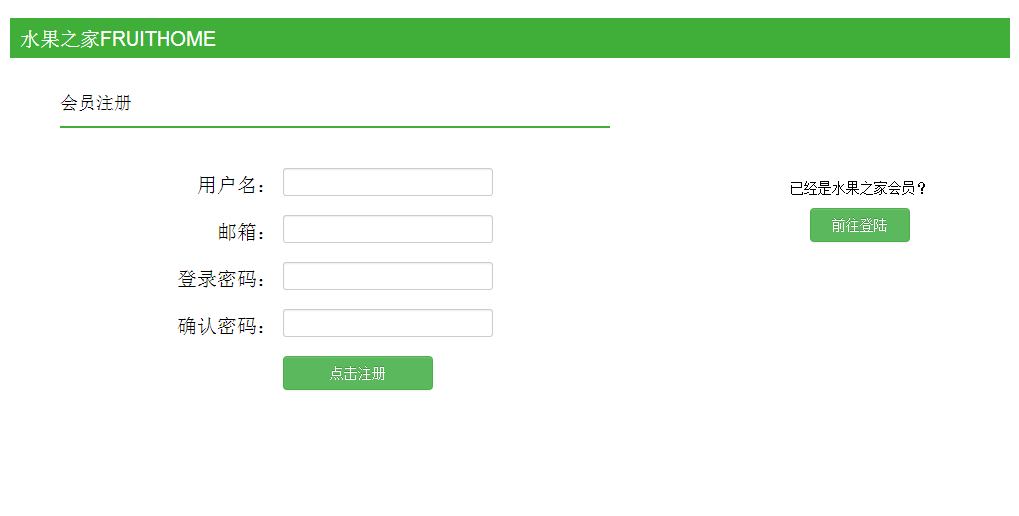 水果之家FRUITHOME
会员注册
用户名：
邮箱：
登录密码：
确认密码：
点击注册
已经是水果之家会员？
前往登陆